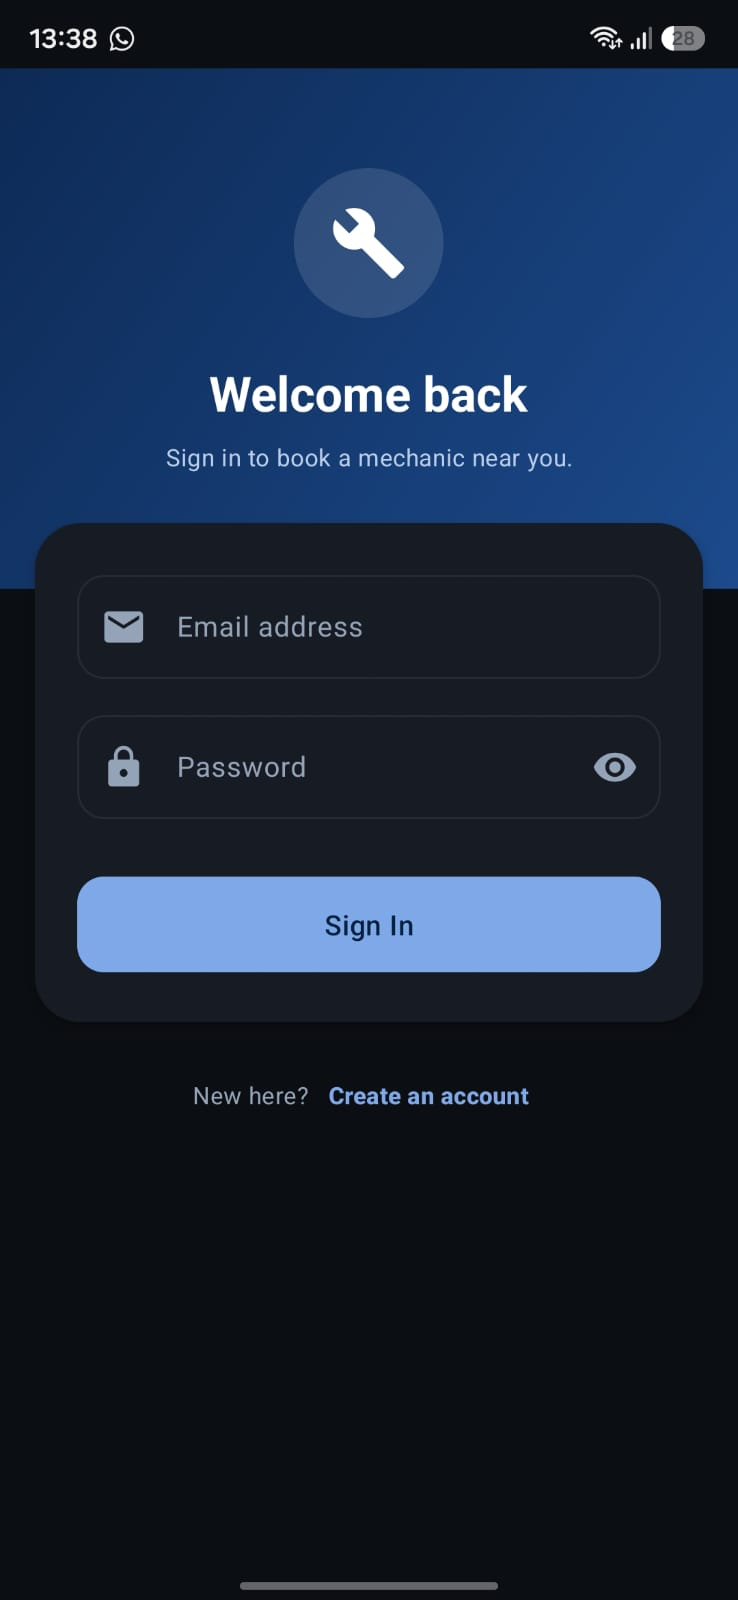 13:38
28
Welcome back
Sign in to book a mechanic near you.
Email address
Password
Sign In
New here? Create an account